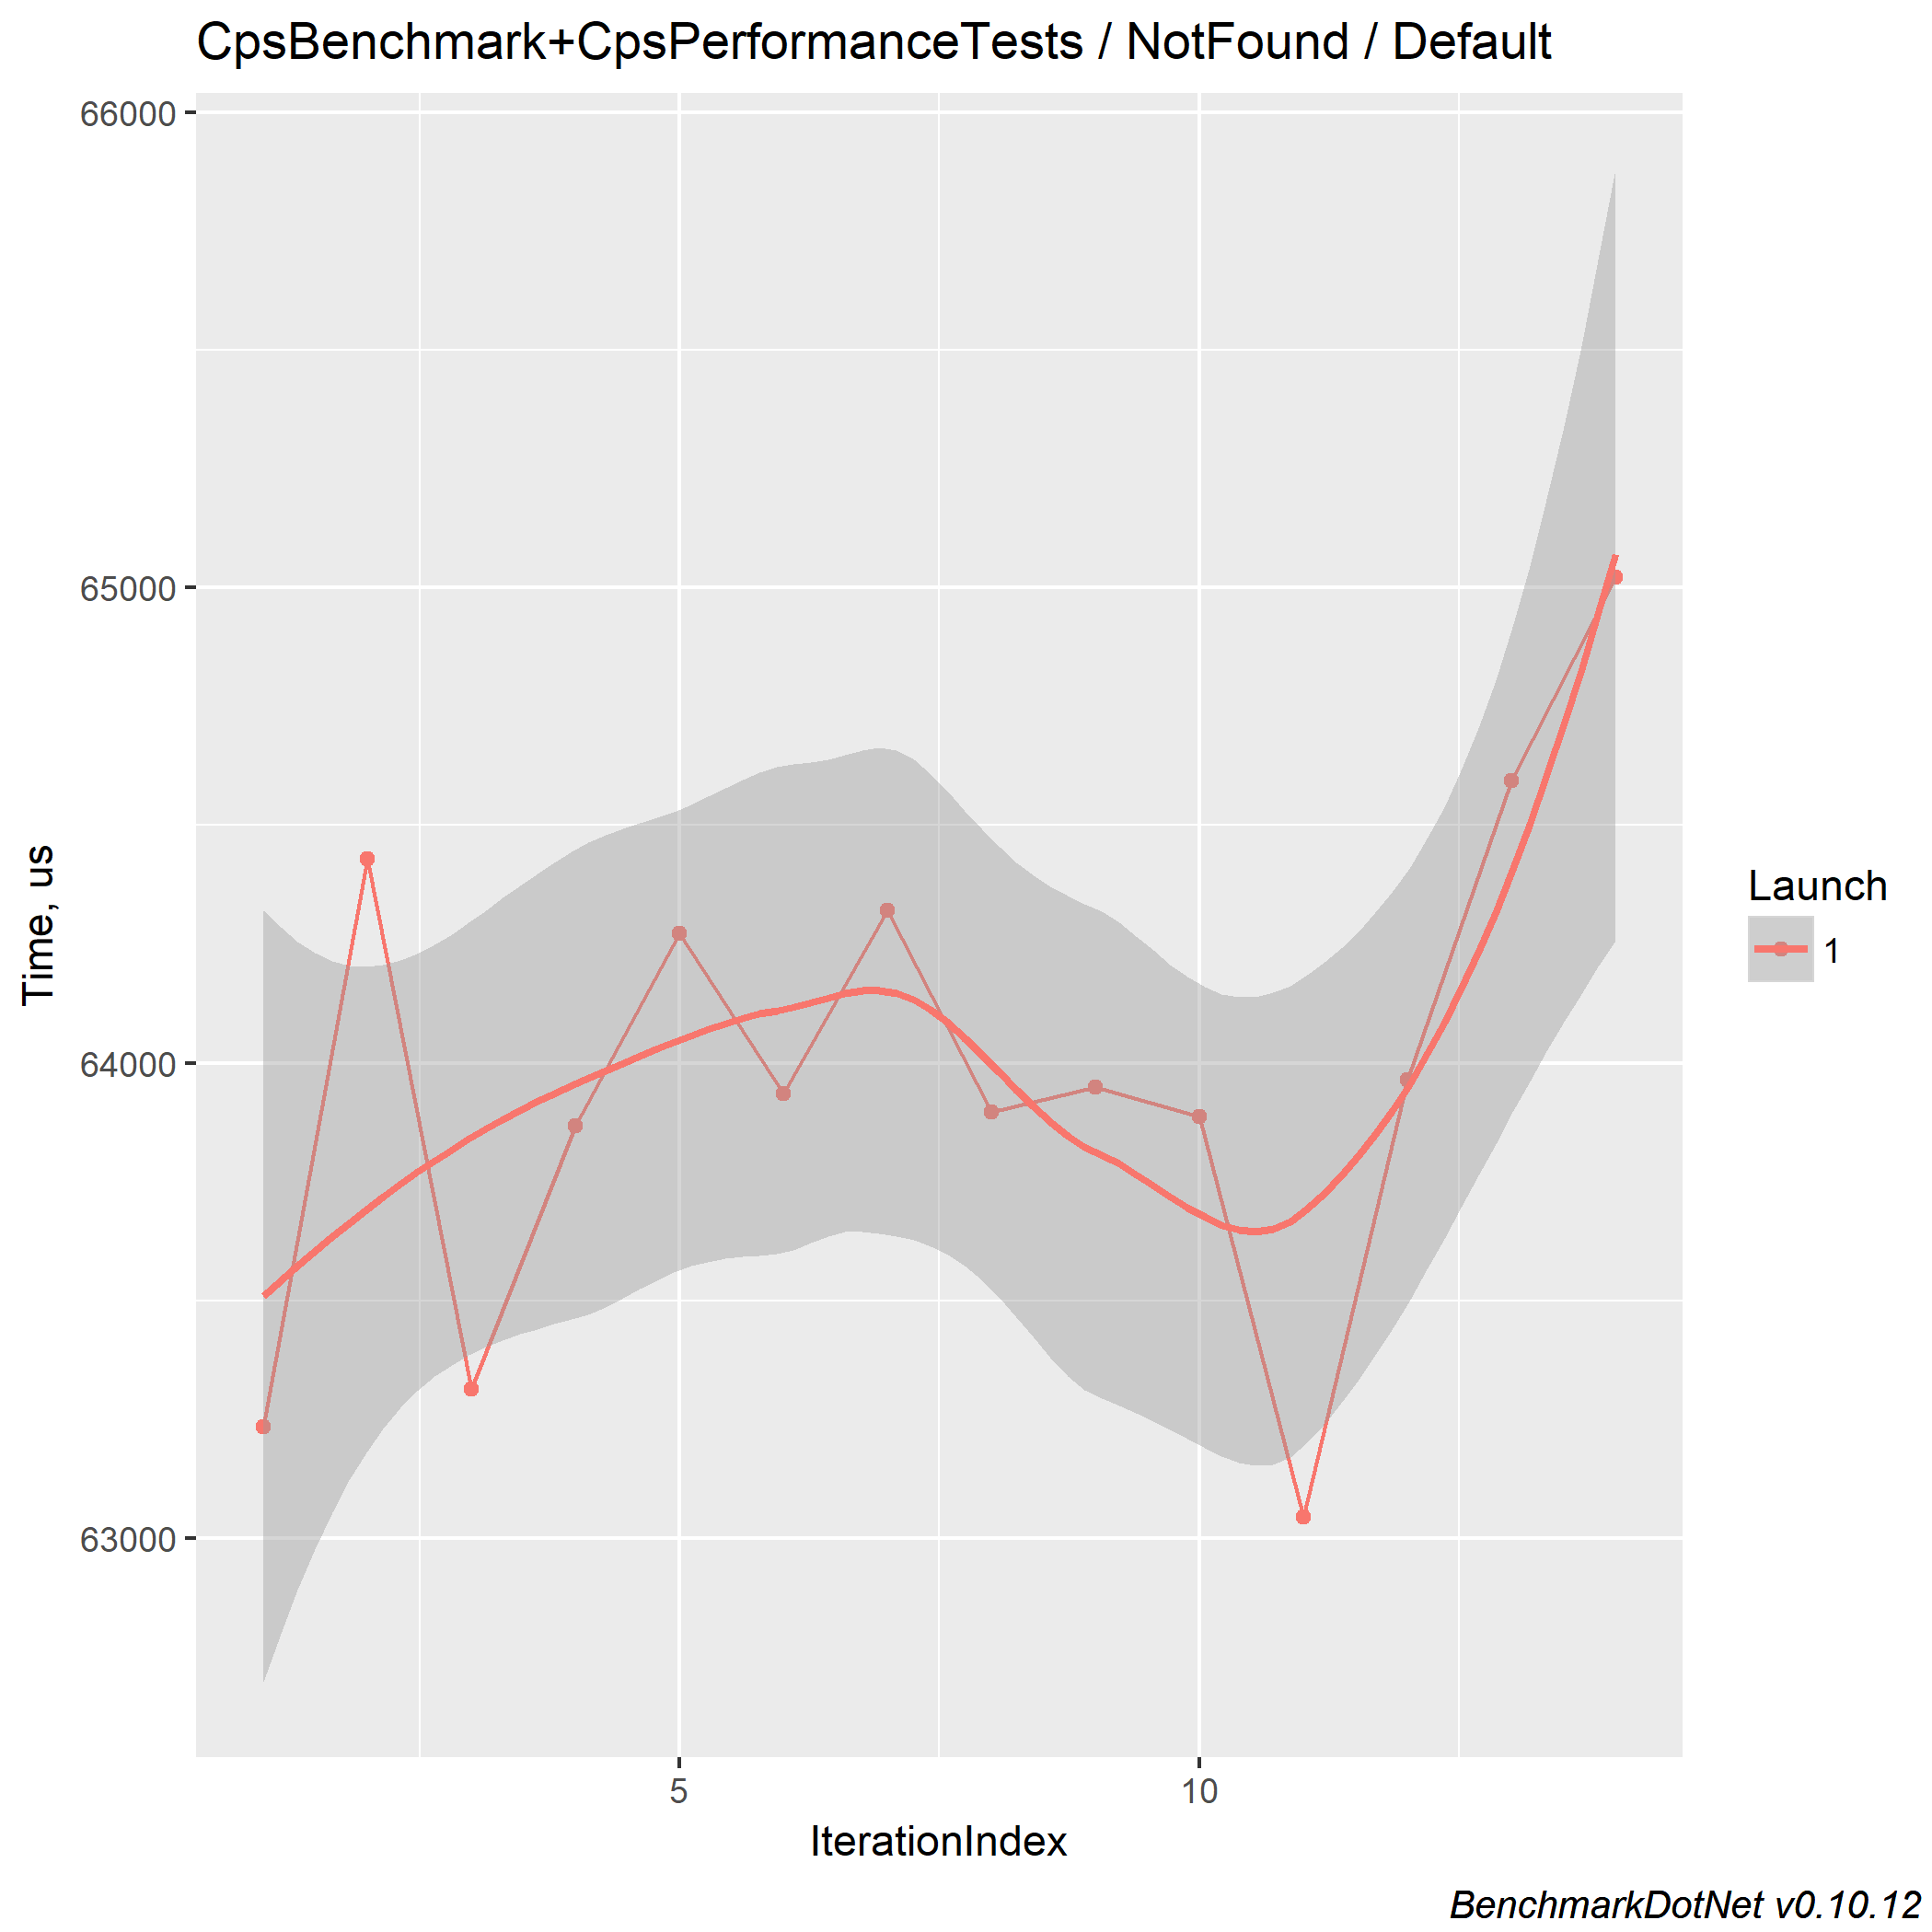 CpsBenchmark+CpsPerformanceTests / NotFound / Default
66000
65000
64000
63000
Time, us
5
10
IterationIndex
Launch
1
BenchmarkDotNet v0.10.12